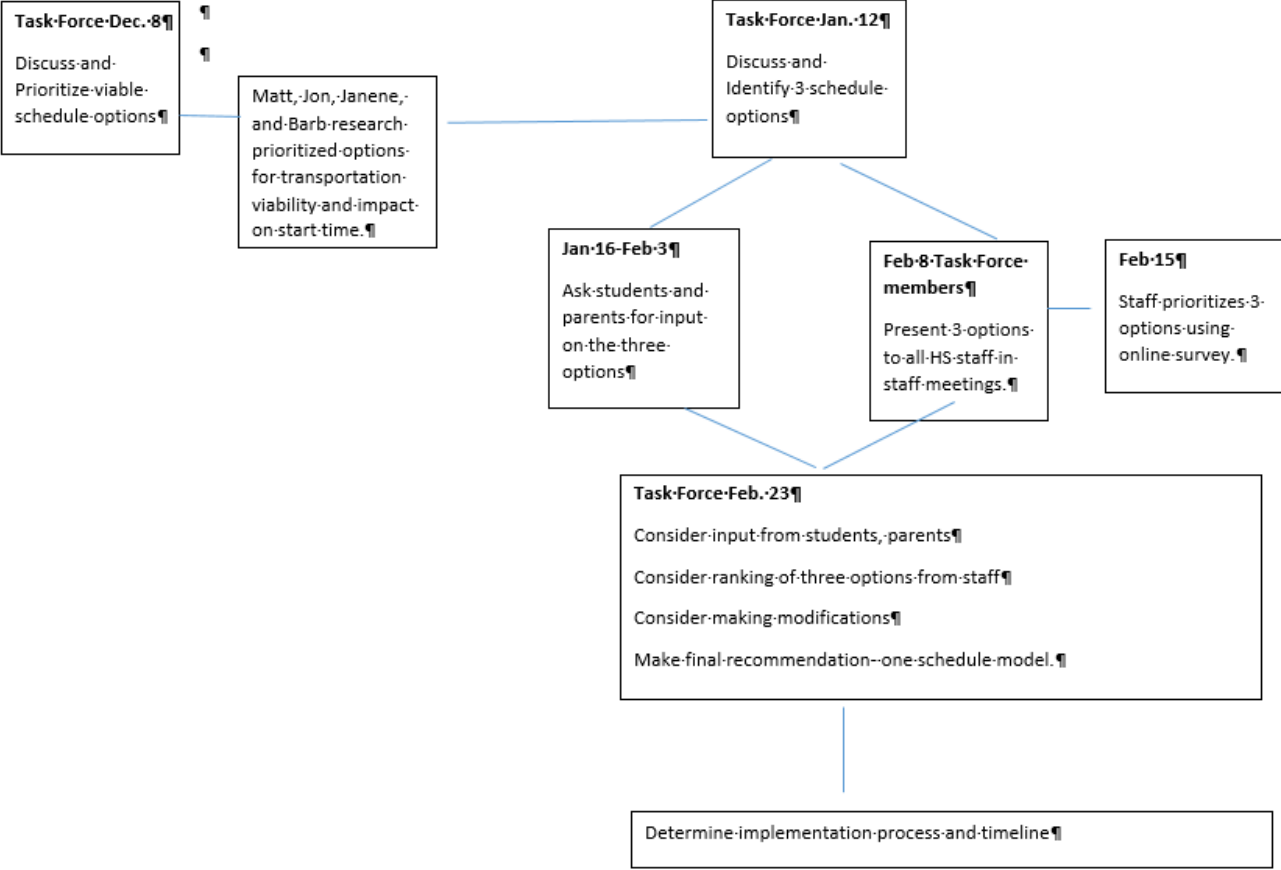 Task·Force·Dec.·8¶
Discuss·and·
Prioritize·viable·
schedule·options¶
¶
¶
Matt,·Jon,·Janene,·
and·Barb·research·
prioritized·options·
for·transportation·
viability·and·impact·
on·start·time.¶
Task·Force·Jan.·12¶
Discuss·and·
Identify·3·schedule·
options¶
Jan·16-Feb·3¶
Ask·students·and·
parents·for·input·
on·the·three·
options¶
Feb·8·Task·Force·
members¶
Present·3·options·
to·all·HS·staff·in·
staff·meetings.¶
Feb·15¶
Staff·prioritizes·3·
options·using·
online·survey.¶
Task·Force·Feb.·23¶
Consider·input·from·students,·parents¶
Consider·ranking·of·three·options·from·staff¶
Consider·making·modifications¶
Make·final·recommendation-·one·schedule·model.¶
Determine·implementation·process·and·timeline¶